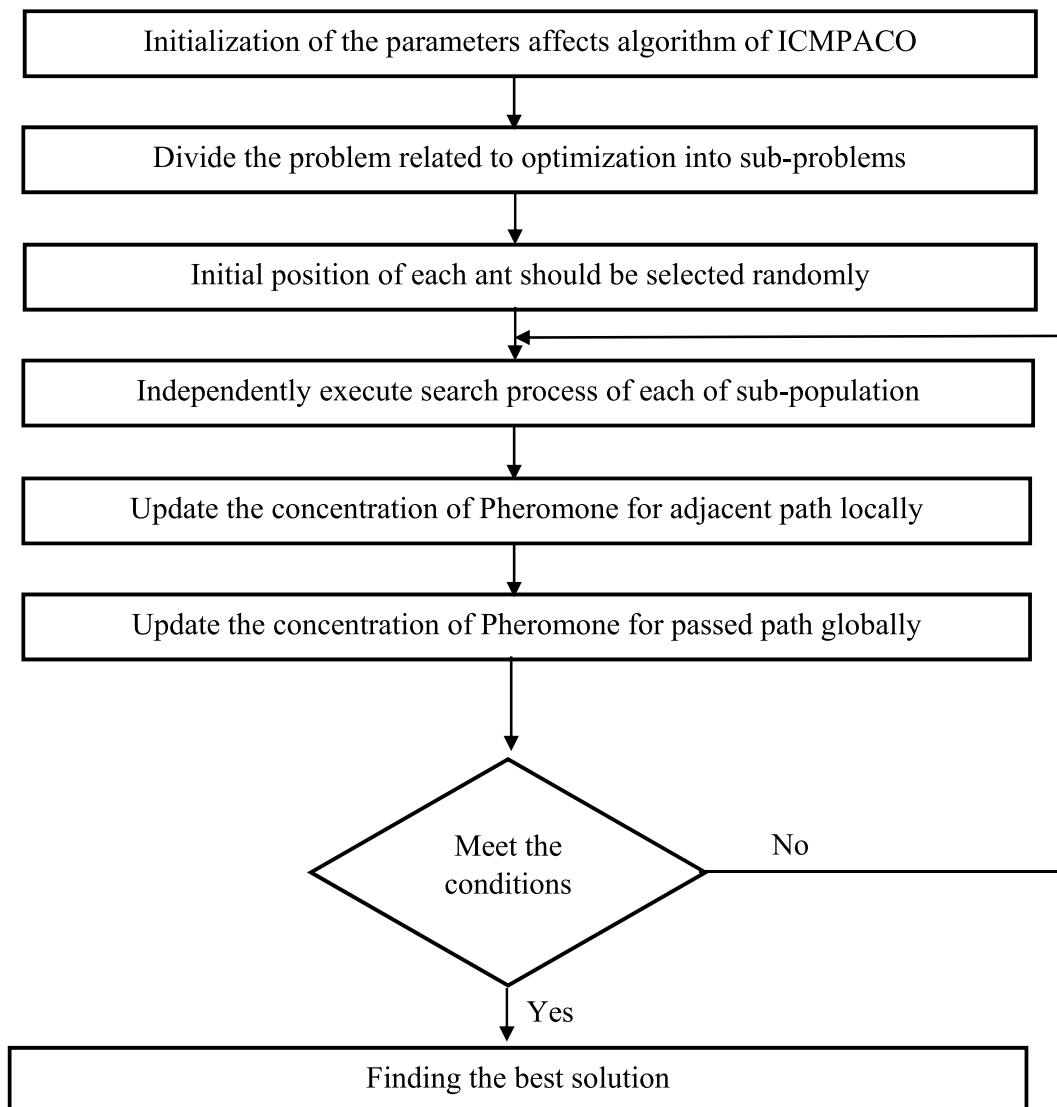 Initialization of the parameters affects algorithm of ICMPACO
Divide the problem related to optimization into sub-problems
Initial position of each ant should be selected randomly
Independently execute search process of each of sub-population
Update the concentration of Pheromone for adjacent path locally
Update the concentration of Pheromone for passed path globally
Meet the
conditions
No
Yes
Finding the best solution